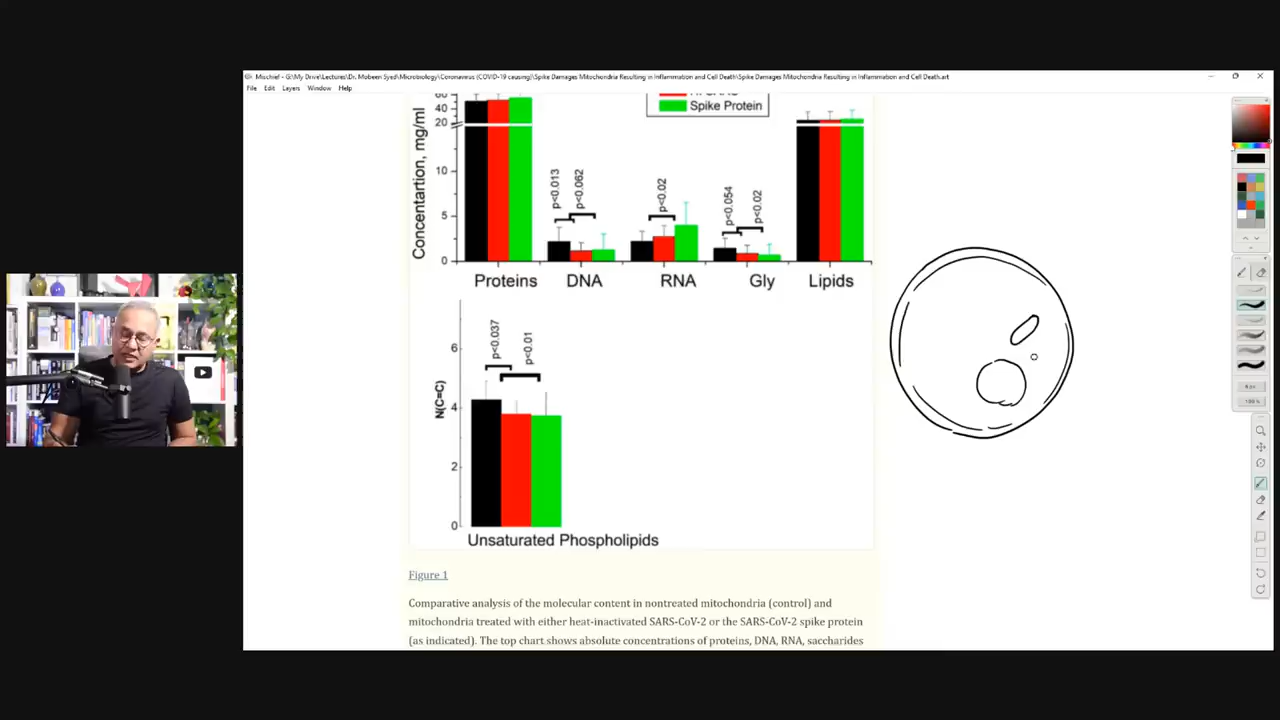 Mischief - G:\My Drive\Lectures\Dr. Mobeen Syed\Microbiology\Coronavirus (COVID-19 causing)\Spike Damages Mitochondria Resulting in Inflammation and Cell Death\Spike Damages Mitochondria Resulting in Inflammation and Cell Death.art
File Edit Layers Window Help
Spike Protein
Concentartion, mg/ml
60
40
20
10
5
0
p<0.013
p<0.062
p<0.02
p<0.054
p<0.02
Proteins DNA RNA Gly Lipids
N(C=C)
6
4
2
0
p<0.037
p<0.01
Unsaturated Phospholipids
Figure 1
Comparative analysis of the molecular content in nontreated mitochondria (control) and
mitochondria treated with either heat-inactivated SARS-CoV-2 or the SARS-CoV-2 spike protein
(as indicated). The top chart shows absolute concentrations of proteins, DNA, RNA, saccharides